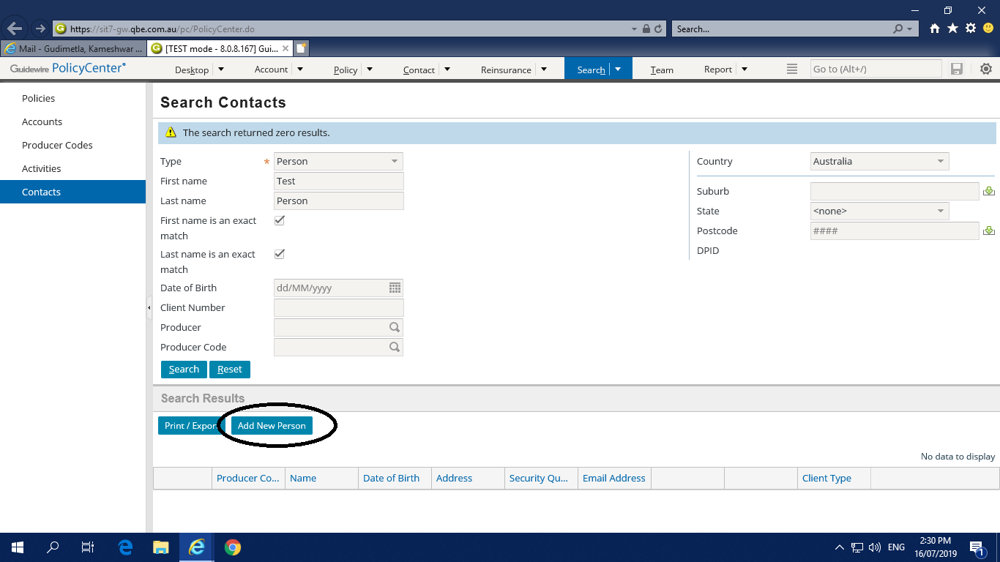 https://sit7-gw.qbe.com.au/pc/PolicyCenter.do
Search...
Mail - Gudimetla, Kameshwar ...
[TEST mode - 8.0.8.167] Gui...
Guidewire PolicyCenter
Desktop
Account
Policy
Contact
Reinsurance
Search
Team
Report
Go to (Alt+/)
Policies
Accounts
Producer Codes
Activities
Contacts
Search Contacts
The search returned zero results.
Type * Person
First name Test
Last name Person
First name is an exact
match
Last name is an exact
match
Date of Birth dd/MM/yyyy
Client Number
Producer
Producer Code
Country Australia
Suburb
State <none>
Postcode ####
DPID
Search Reset
Search Results
Print / Export Add New Person
No data to display
Producer Co... Name Date of Birth Address Security Qu... Email Address Client Type
ENG
2:30 PM
16/07/2019
1